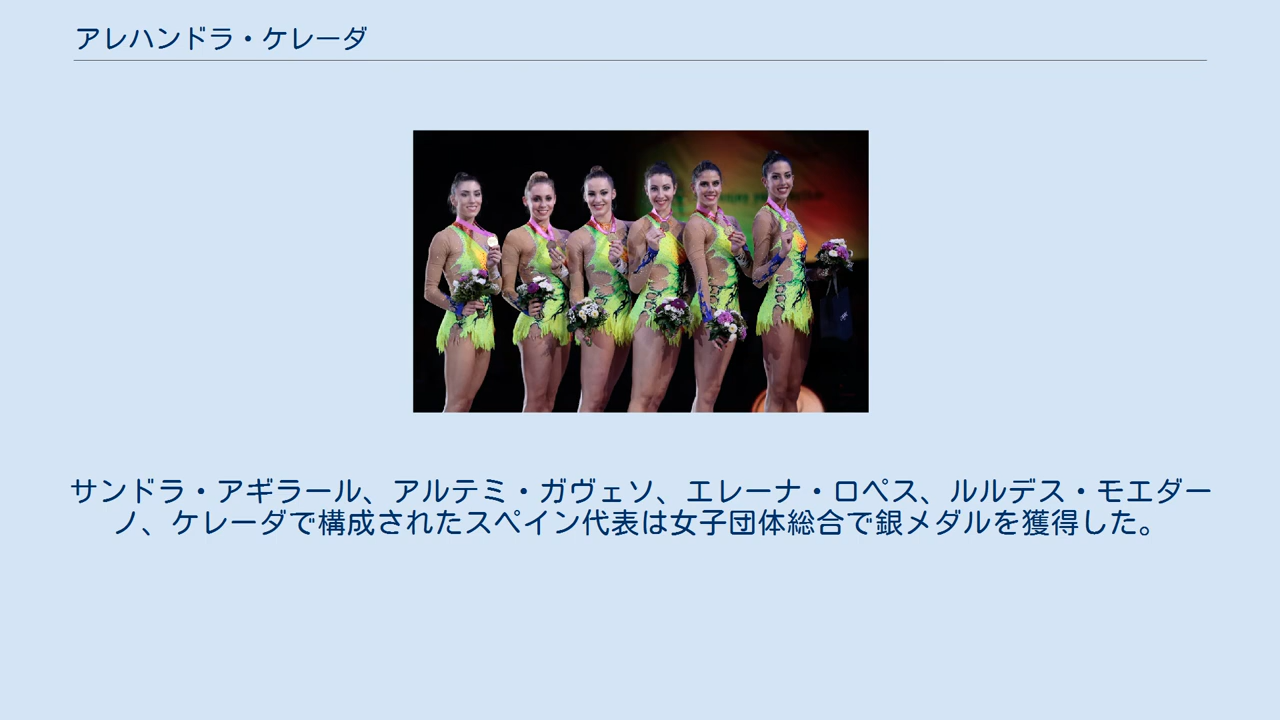 アレハンドラ・ケレーダ
サンドラ・アギラール、アルテミ・ガヴェソ、エレーナ・ロペス、ルルデス・モエダー
ノ、ケレーダで構成されたスペイン代表は女子団体総合で銀メダルを獲得した。